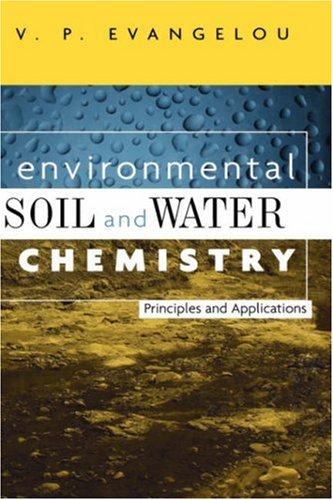 V. P. EVANGELOU
environmental
SOIL and WATER
CHEMISTRY
Principles and Applications